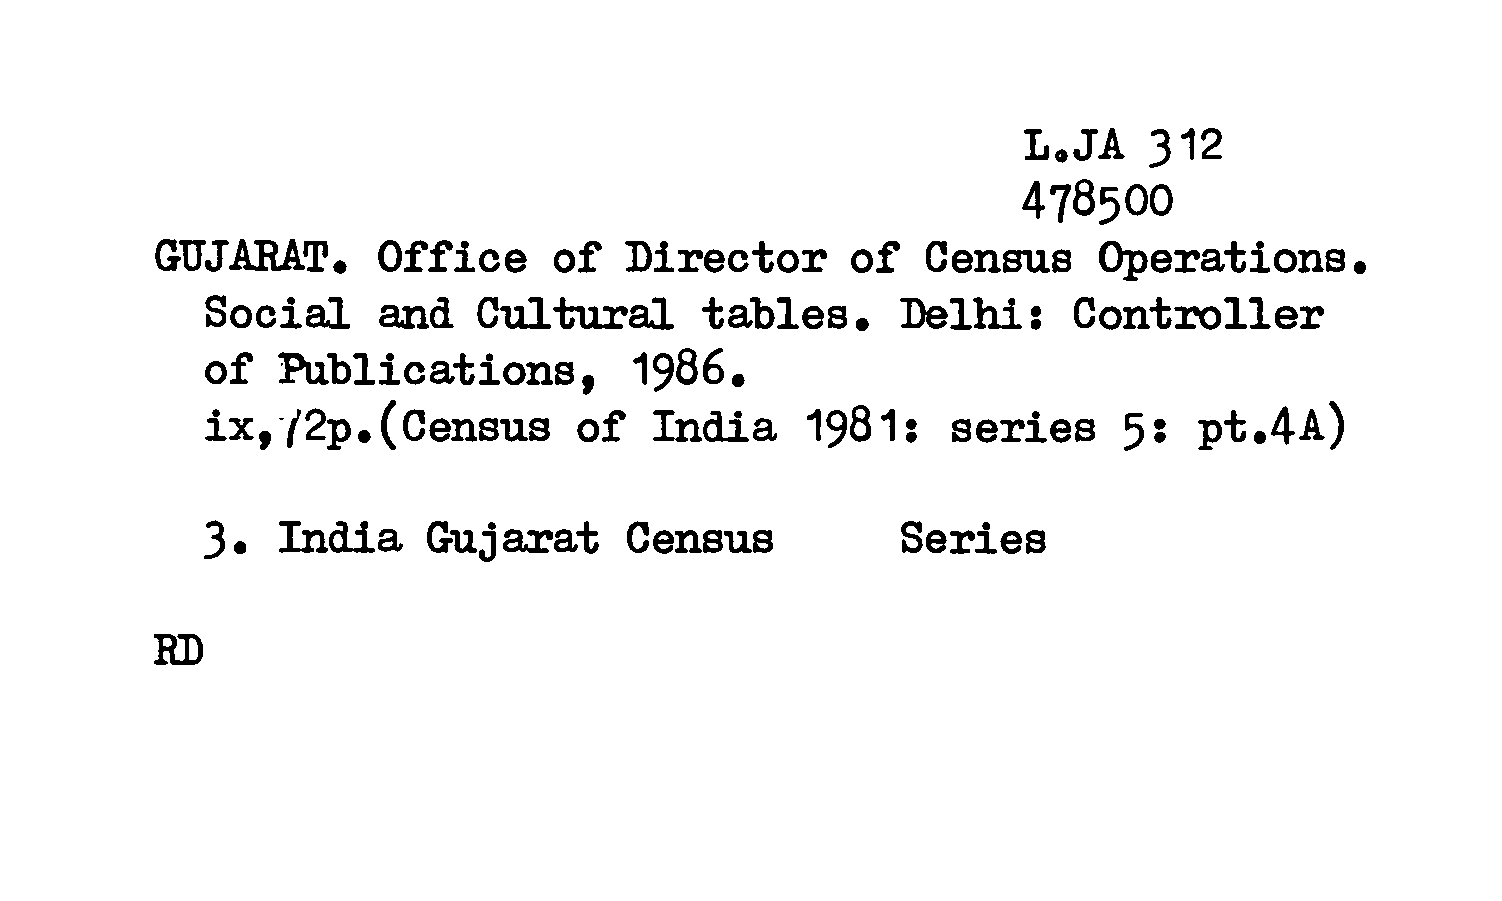 L.JA 312
478500
GUJARAT. Office of Director of Census Operations.
Social and Cultural tables. Delhi: Controller
of Publications, 1986.
ix,72p.(Census of India 1981: series 5: pt.4A)
3. India Gujarat Census Series
RD